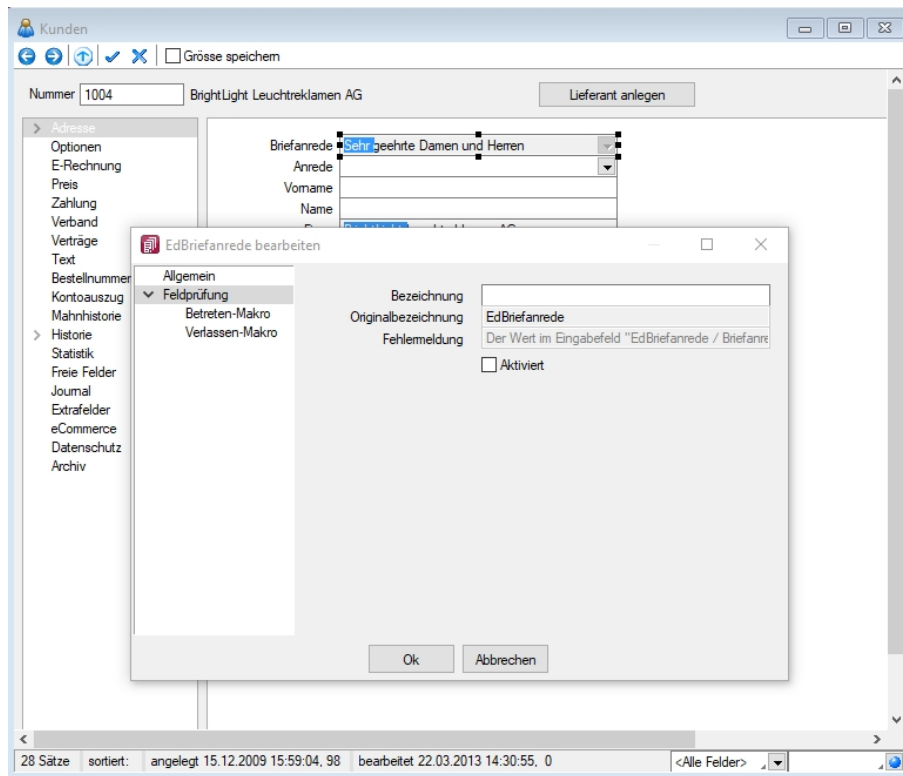 Kunden
Grösse speichern
Nummer 1004 BrightLight Leuchtreklamen AG Lieferant anlegen
Adresse
Optionen
E-Rechnung
Preis
Zahlung
Verband
Verträge
Text
Bestellnummer
Kontoauszug
Mahnhistorie
Historie
Statistik
Freie Felder
Journal
Extrafelder
eCommerce
Datenschutz
Archiv
Briefanrede Sehr geehrte Damen und Herren
Anrede
Vorname
Name
EdBriefanrede bearbeiten
Allgemein
Feldprüfung
Betreten-Makro
Verlassen-Makro
Bezeichnung
Originalbezeichnung EdBriefanrede
Fehlermeldung Der Wert im Eingabefeld "EdBriefanrede / Briefanre
Aktiviert
Ok Abbrechen
28 Sätze sortiert: angelegt 15.12.2009 15:59:04, 98 bearbeitet 22.03.2013 14:30:55, 0 <Alle Felder>